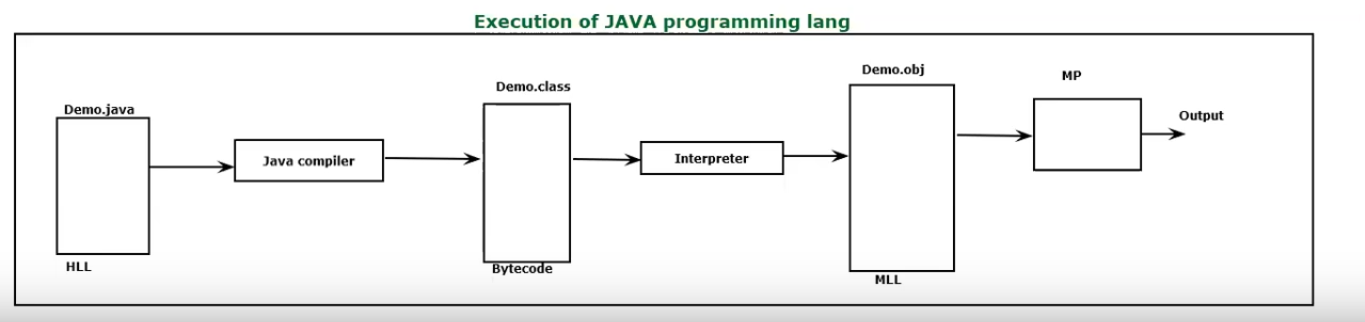 Execution of JAVA programming lang
Demo.java
HLL
Java compiler
Demo.class
Bytecode
Interpreter
Demo.obj
MLL
MP
Output